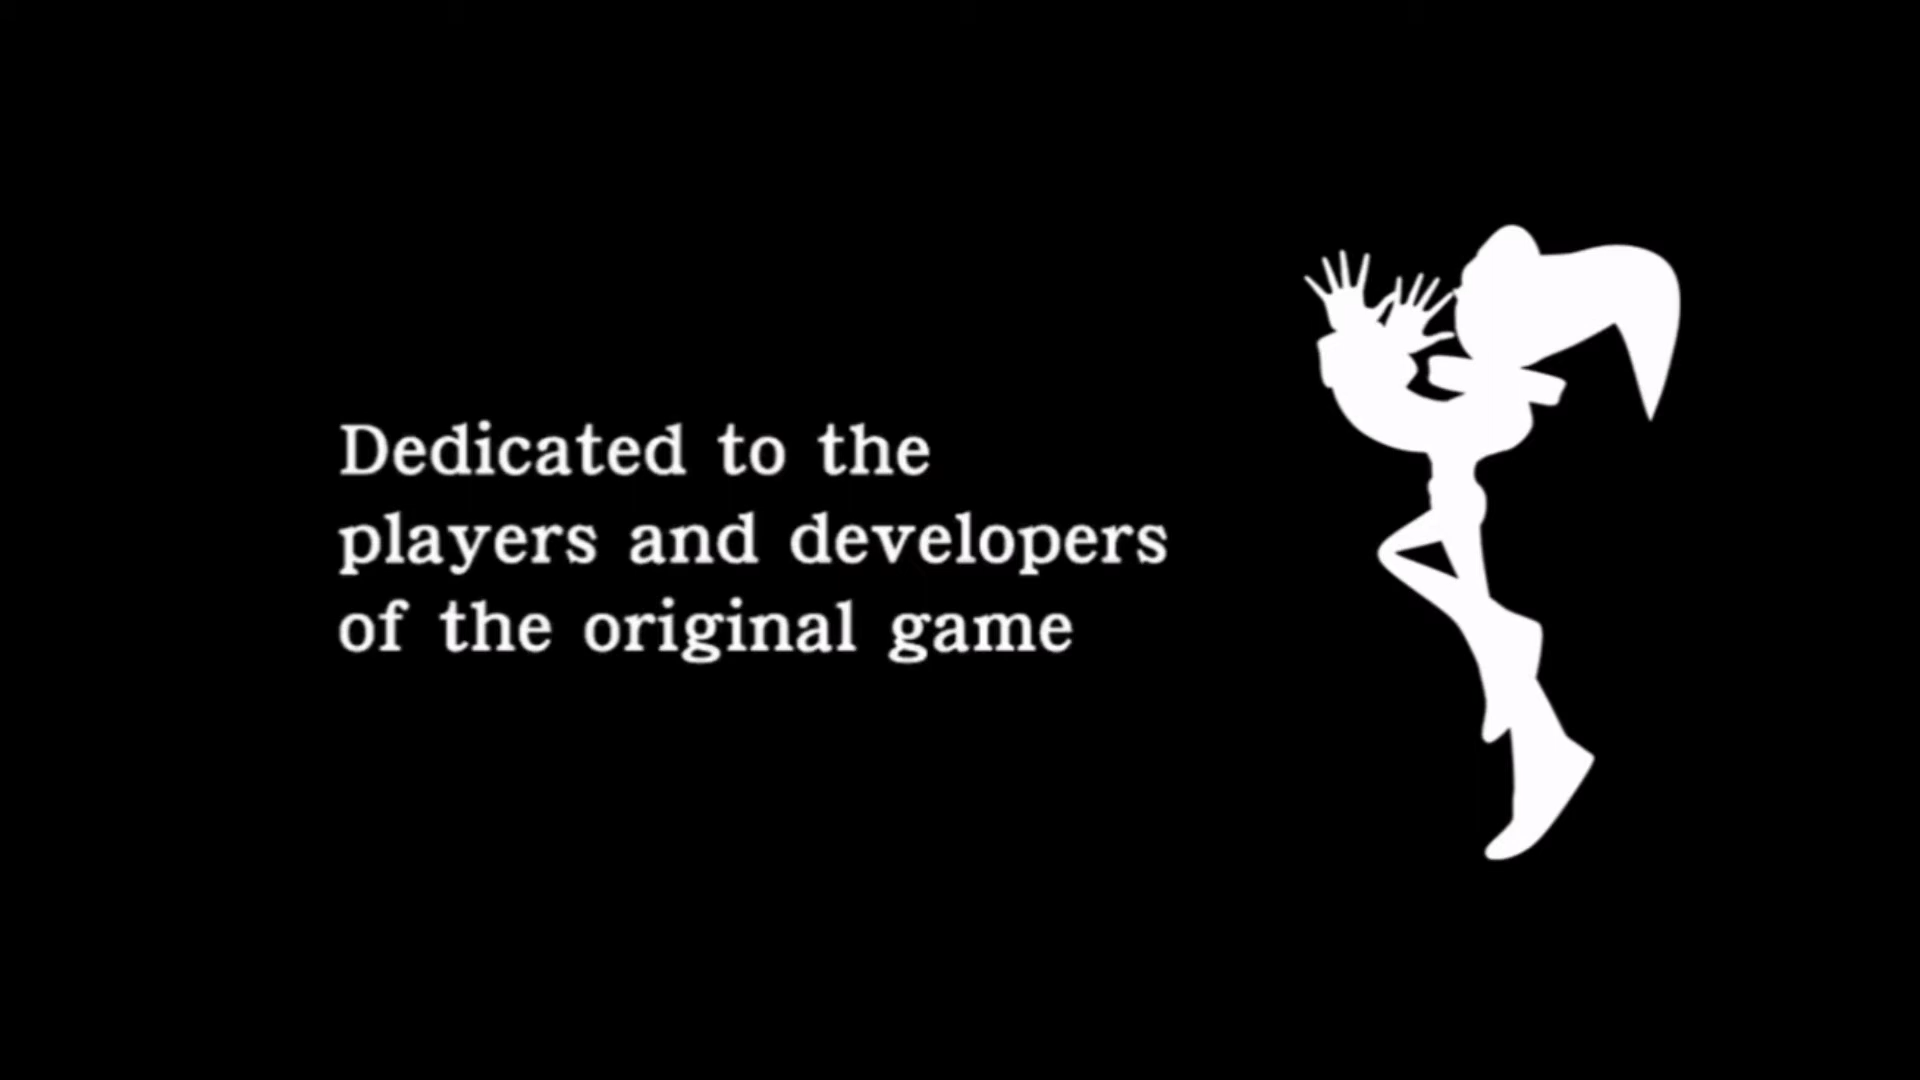 Dedicated to the
players and developers
of the original game